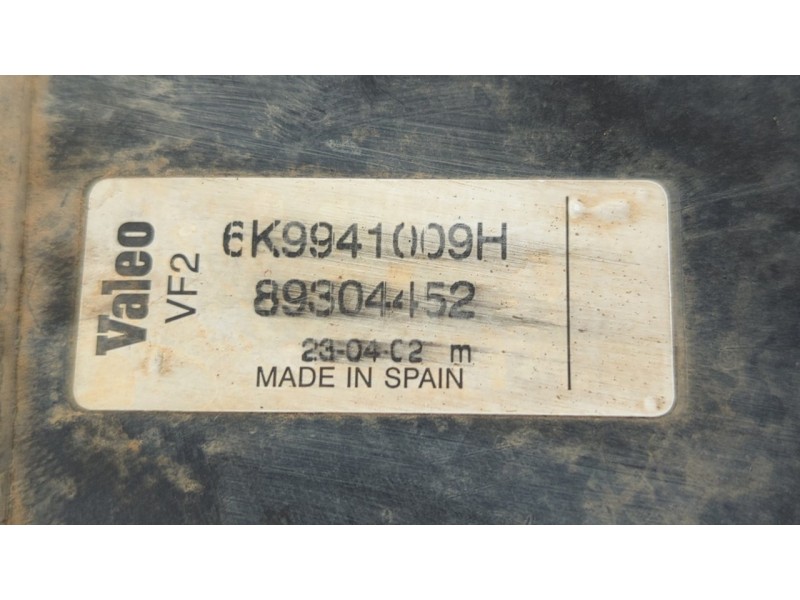 Valeo
VF2
6K9941009H
89304452
23-04-02 m
MADE IN SPAIN